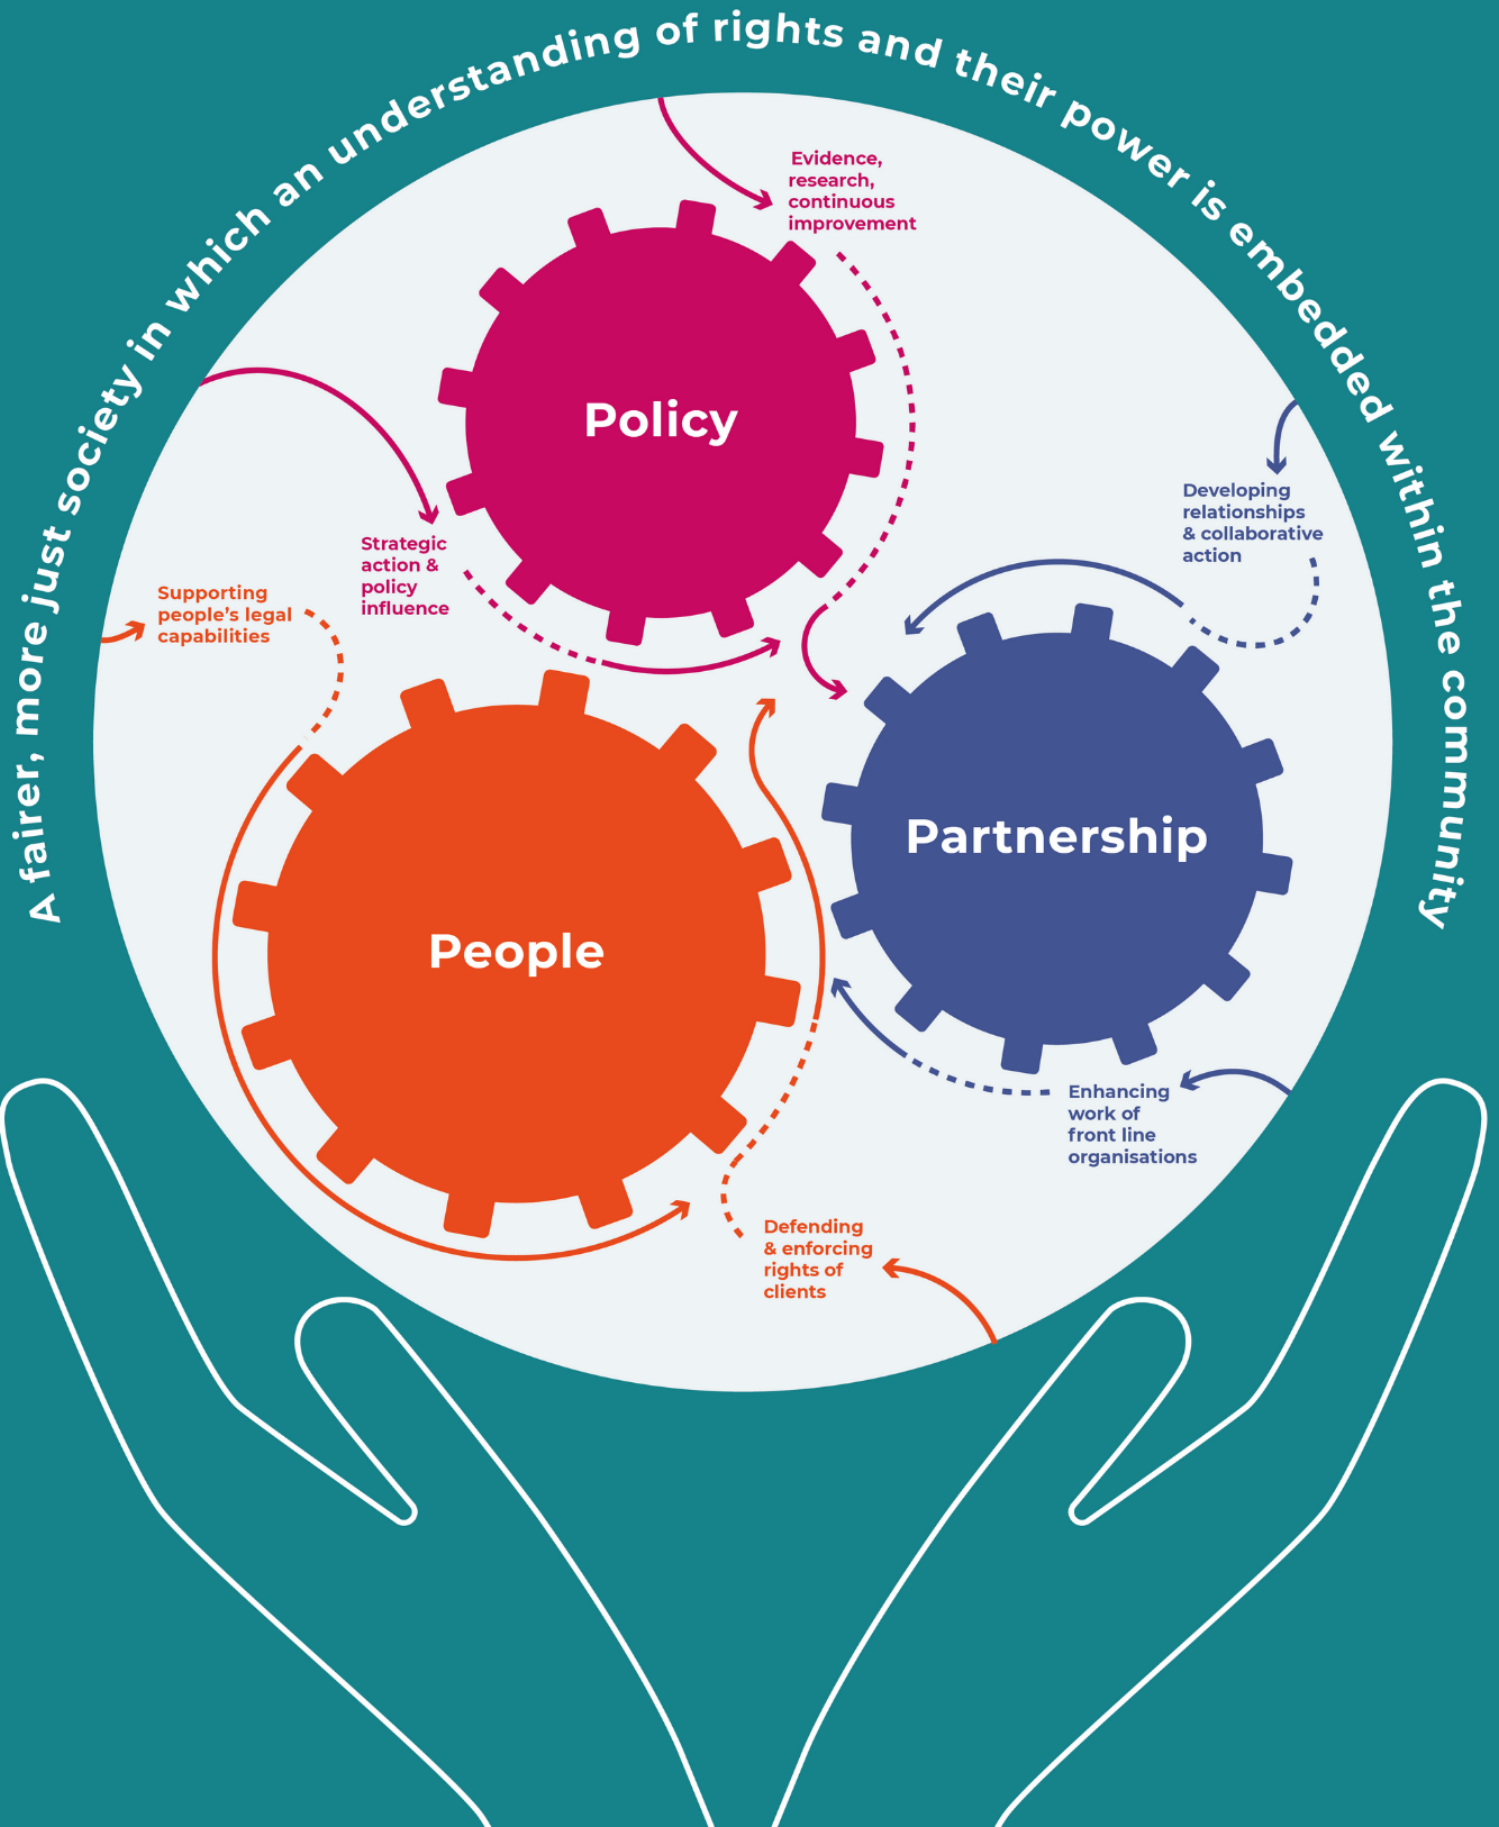 A fairer, more just society in which an understanding of rights and their power is embedded within the community
Evidence,
research,
continuous
improvement
Policy
Developing
relationships
& collaborative
action
Strategic
action &
policy
influence
Supporting
people’s legal
capabilities
Partnership
People
Enhancing
work of
front line
organisations
Defending
& enforcing
rights of
clients